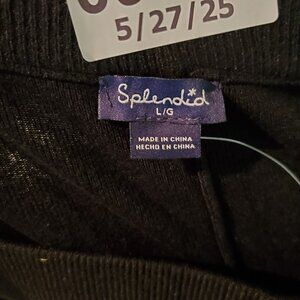 5/27/25
Splendid
L/G
MADE IN CHINA
HECHO EN CHINA